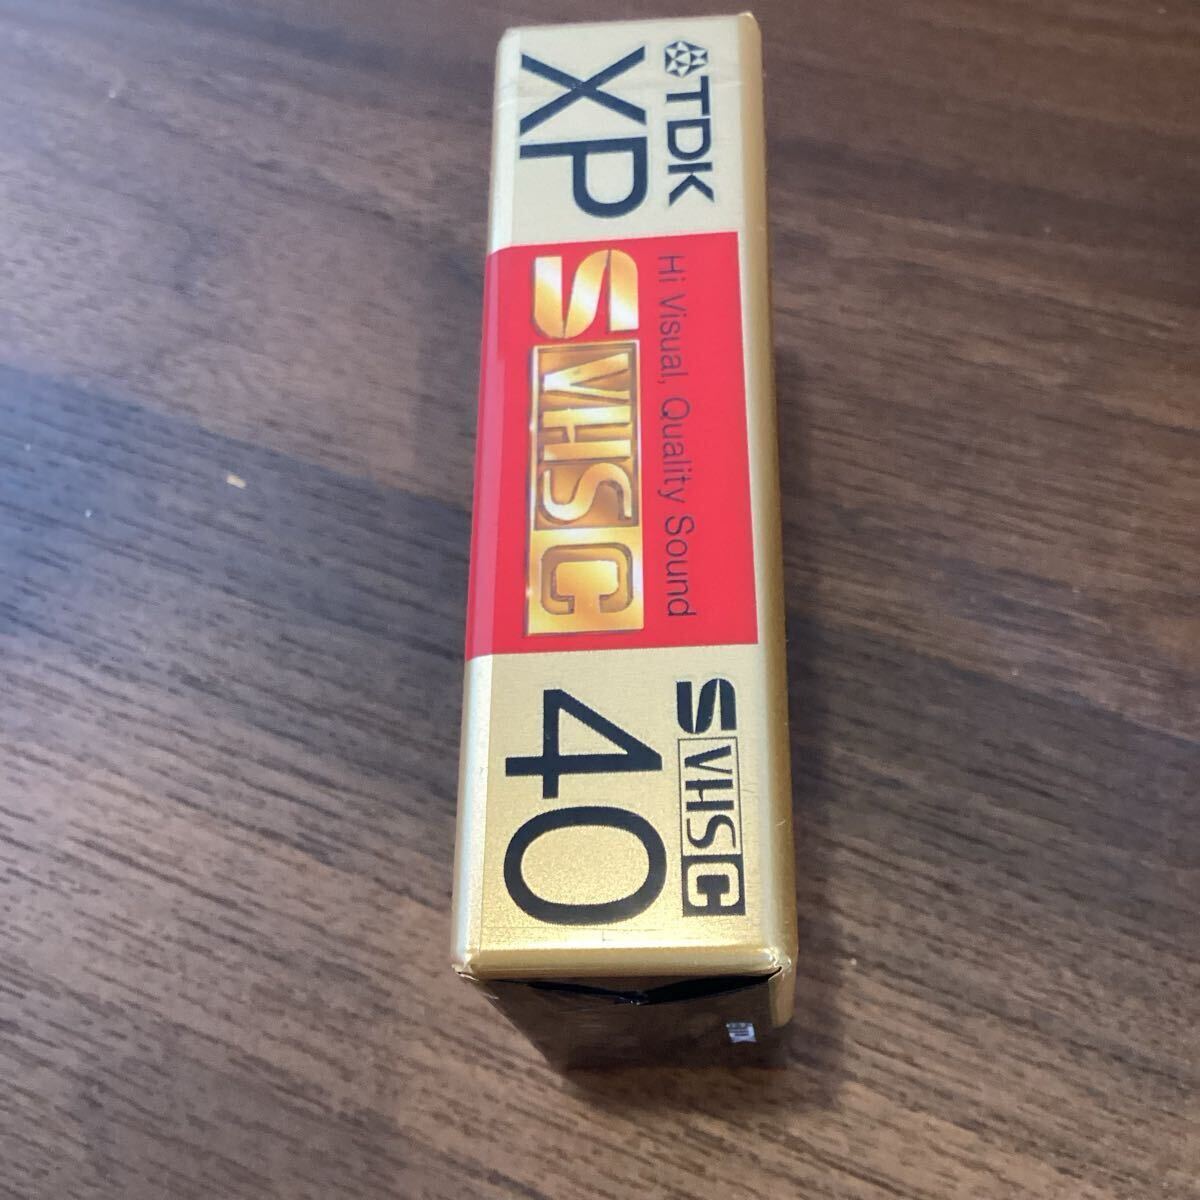 TDK
XP
Hi Visual, Quality Sound
S VHS C
40
S VHS C